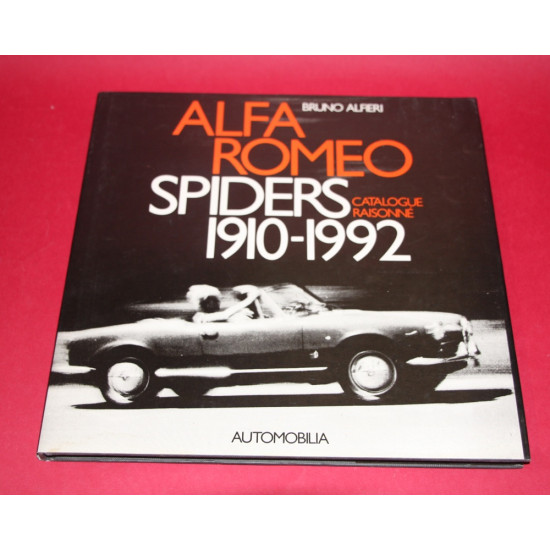 BRUNO ALFIERI
ALFA
ROMEO
SPIDERS
CATALOGUE
RAISONNÉ
1910-1992
AUTOMOBILIA